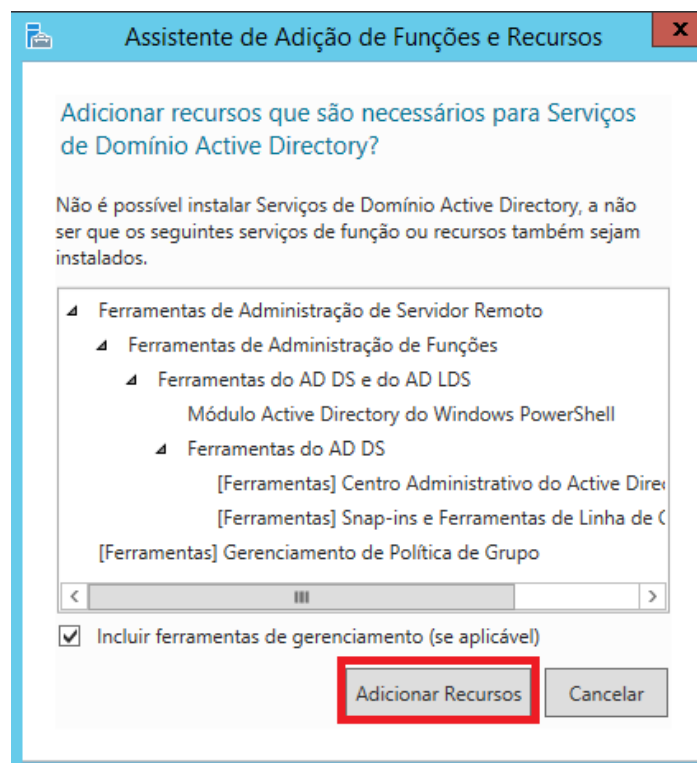 Assistente de Adição de Funções e Recursos
x
Adicionar recursos que são necessários para Serviços
de Domínio Active Directory?
Não é possível instalar Serviços de Domínio Active Directory, a não
ser que os seguintes serviços de função ou recursos também sejam
instalados.
Ferramentas de Administração de Servidor Remoto
Ferramentas de Administração de Funções
Ferramentas do AD DS e do AD LDS
Módulo Active Directory do Windows PowerShell
Ferramentas do AD DS
[Ferramentas] Centro Administrativo do Active
[Ferramentas] Snap-ins e Ferramentas de Linha de
[Ferramentas] Gerenciamento de Política de Grupo
Incluir ferramentas de gerenciamento (se aplicável)
Adicionar Recursos
Cancelar